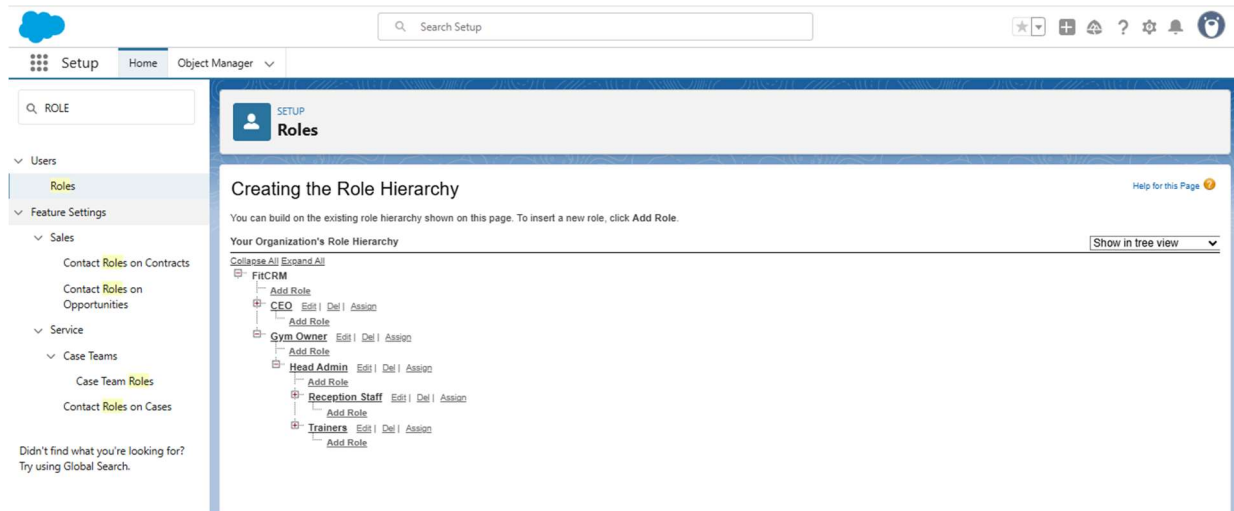 Search Setup
Setup Home Object Manager
ROLE
Users
Roles
Feature Settings
Sales
Contact Roles on Contracts
Contact Roles on
Opportunities
Service
Case Teams
Case Team Roles
Contact Roles on Cases
Didn't find what you're looking for?
Try using Global Search.
SETUP
Roles
Creating the Role Hierarchy
Help for this Page ?
You can build on the existing role hierarchy shown on this page. To insert a new role, click Add Role.
Your Organization's Role Hierarchy
Show in tree view
Collapse All Expand All
FitCRM
Add Role
CEO Edit | Del | Assign
Add Role
Gym Owner Edit | Del | Assign
Add Role
Head Admin Edit | Del | Assign
Add Role
Reception Staff Edit | Del | Assign
Add Role
Trainers Edit | Del | Assign
Add Role